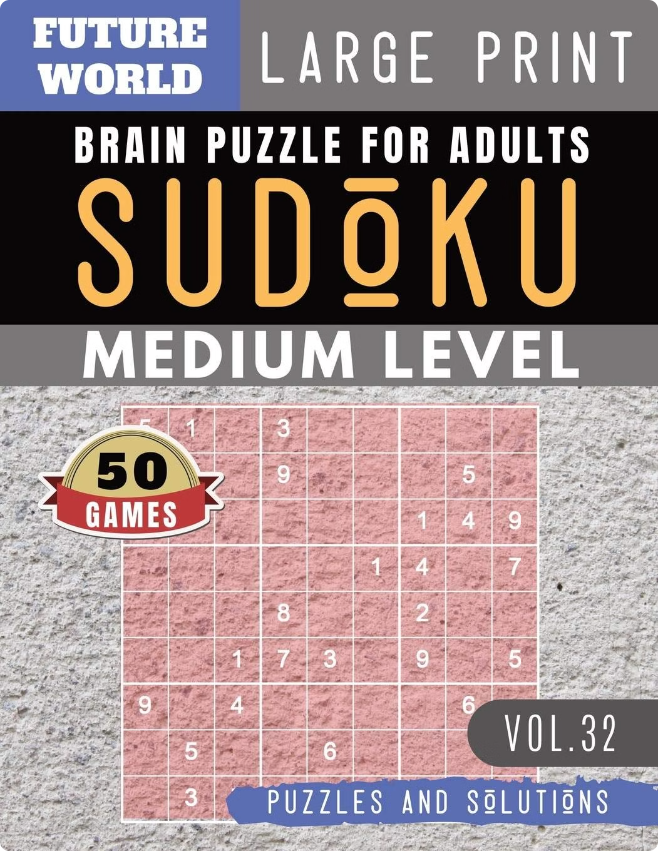 FUTURE
WORLD
LARGE PRINT
BRAIN PUZZLE FOR ADULTS
SUDōKU
MEDIUM LEVEL
50
GAMES
5 1 3
9 5
1 4 9
1 4 7
8 2
1 7 3 9 5
9 4 6
5 6
3
VOL.32
PUZZLES AND SōLUTIōNS